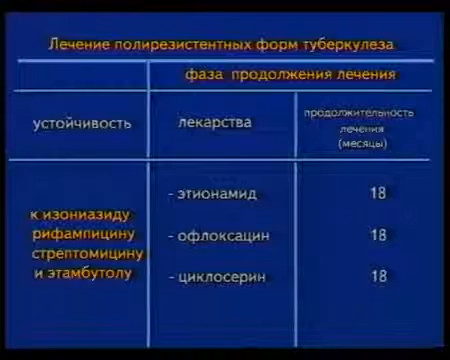 Лечение полирезистентных форм туберкулеза
фаза продолжения лечения
устойчивость
лекарства
продолжительность
лечения
(месяцы)
к изониазиду
рифампицину
стрептомицину
и этамбутолу
- этионамид 18
- офлоксацин 18
- циклосерин 18